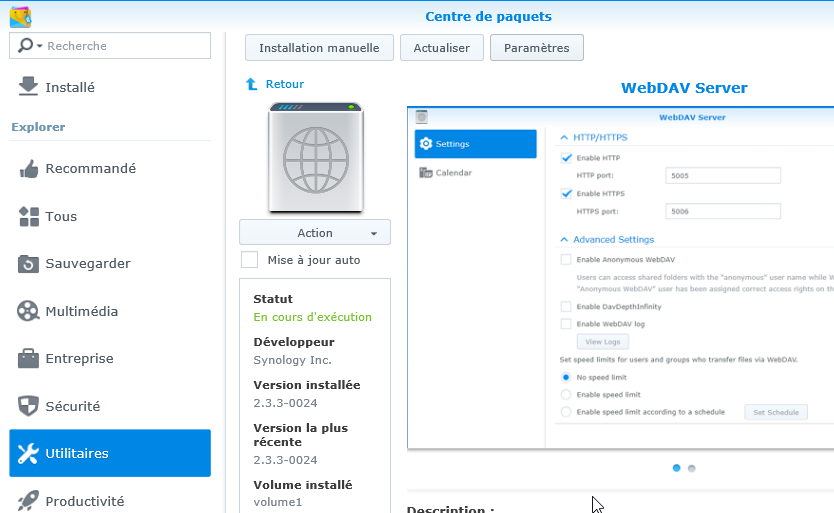 Centre de paquets
Recherche
Installation manuelle
Actualiser
Paramètres
Installé
Explorer
Recommandé
Tous
Sauvegarder
Multimédia
Entreprise
Sécurité
Utilitaires
Productivité
Retour
Action
Mise à jour auto
Statut
En cours d'exécution
Développeur
Synology Inc.
Version installée
2.3.3-0024
Version la plus
récente
2.3.3-0024
Volume installé
volume1
WebDAV Server
WebDAV Server
Settings
Calendar
HTTP/HTTPS
Enable HTTP
HTTP port: 5005
Enable HTTPS
HTTPS port: 5006
Advanced Settings
Enable Anonymous WebDAV
Users can access shared folders with the "anonymous" user name while W
"Anonymous WebDAV" user has been assigned correct access rights on the
Enable DavDepthInfinity
Enable WebDAV log
View Logs
Set speed limits for users and groups who transfer files via WebDAV.
No speed limit
Enable speed limit
Enable speed limit according to a schedule
Set Schedule
Description :